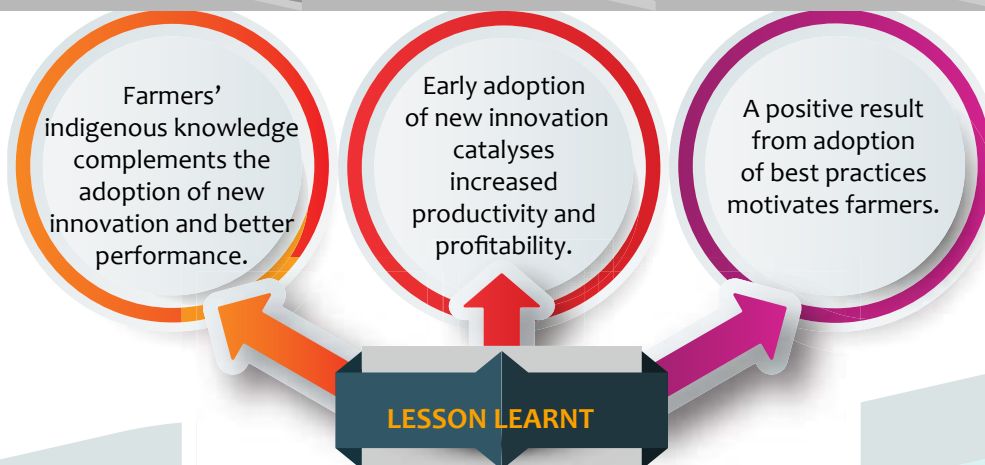 Farmers’
indigenous knowledge
complements the
adoption of new
innovation and better
performance.
Early adoption
of new innovation
catalyses
increased
productivity and
profitability.
A positive result
from adoption
of best practices
motivates farmers.
LESSON LEARNT